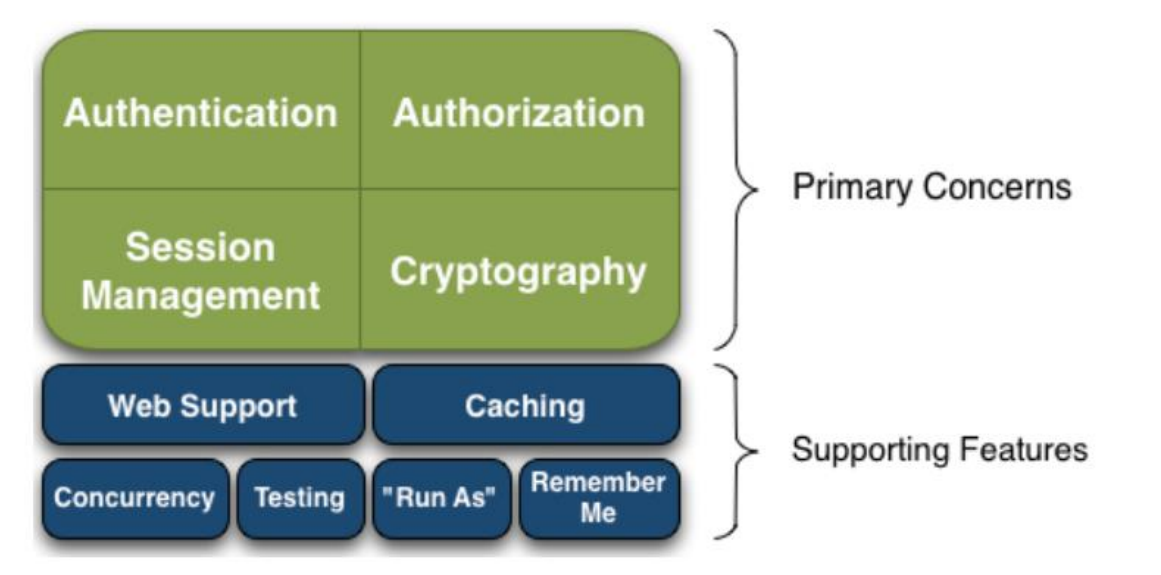 Authentication
Authorization
Primary Concerns
Session
Management
Cryptography
Web Support
Caching
Supporting Features
Concurrency
Testing
"Run As"
Remember
Me